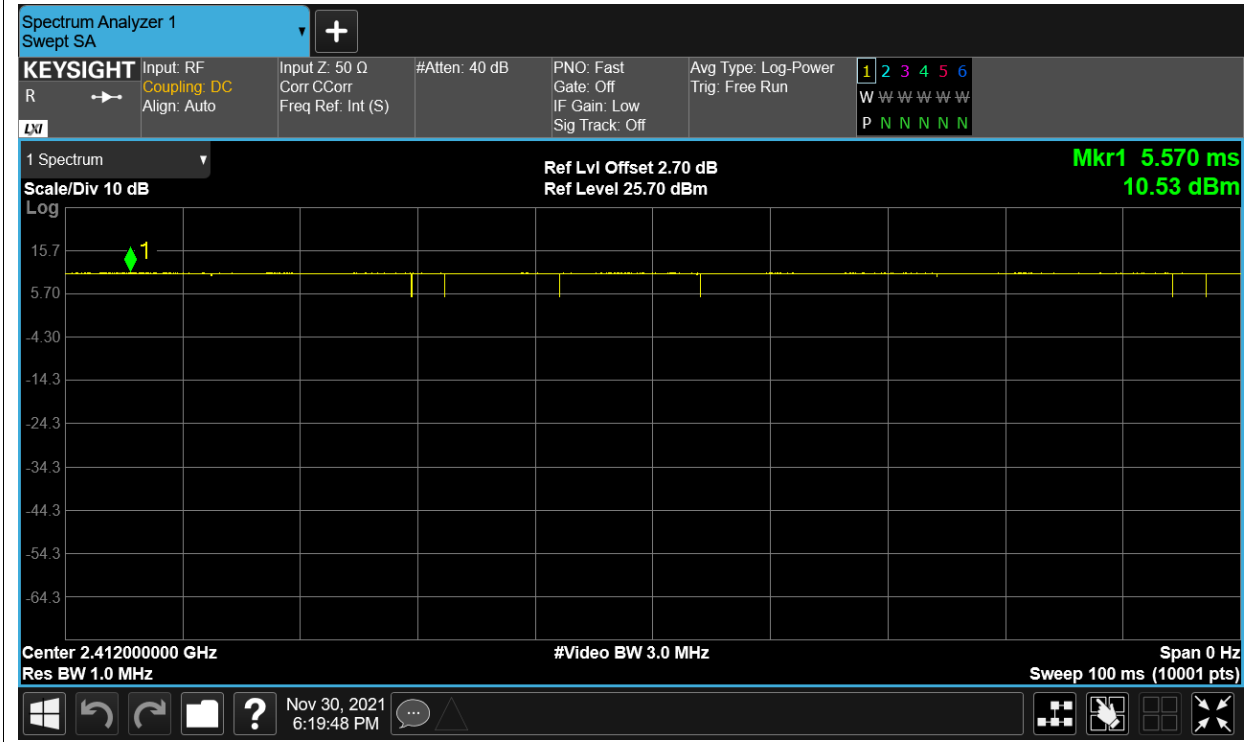 Spectrum Analyzer 1
Swept SA
KEYSIGHT
R
LXI
Input: RF
Coupling: DC
Align: Auto
Input Z: 50 Ω
Corr CCorr
Freq Ref: Int (S)
#Atten: 40 dB
PNO: Fast
Gate: Off
IF Gain: Low
Sig Track: Off
Avg Type: Log-Power
Trig: Free Run
1 2 3 4 5 6
W W W W W W
P N N N N N
1 Spectrum
Scale/Div 10 dB
Log
Ref Lvl Offset 2.70 dB
Ref Level 25.70 dBm
Mkr1 5.570 ms
10.53 dBm
1
15.7
5.70
-4.30
-14.3
-24.3
-34.3
-44.3
-54.3
-64.3
Center 2.412000000 GHz
Res BW 1.0 MHz
#Video BW 3.0 MHz
Span 0 Hz
Sweep 100 ms (10001 pts)
?
Nov 30, 2021
6:19:48 PM